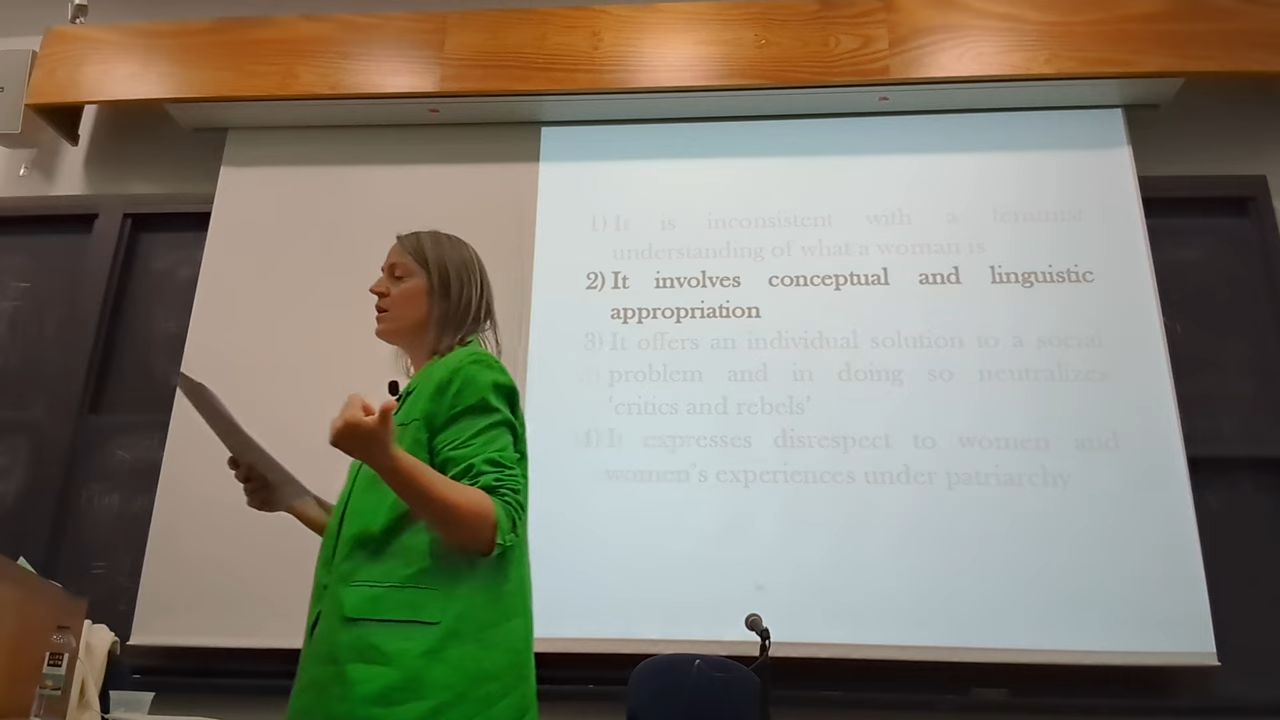 1) It is inconsistent with a feminist
understanding of what a woman is
2) It involves conceptual and linguistic
appropriation
3) It offers an individual solution to a social
problem and in doing so neutralizes
'critics and rebels'
4) It expresses disrespect to women and
women's experiences under patriarchy
LIFE
WTR